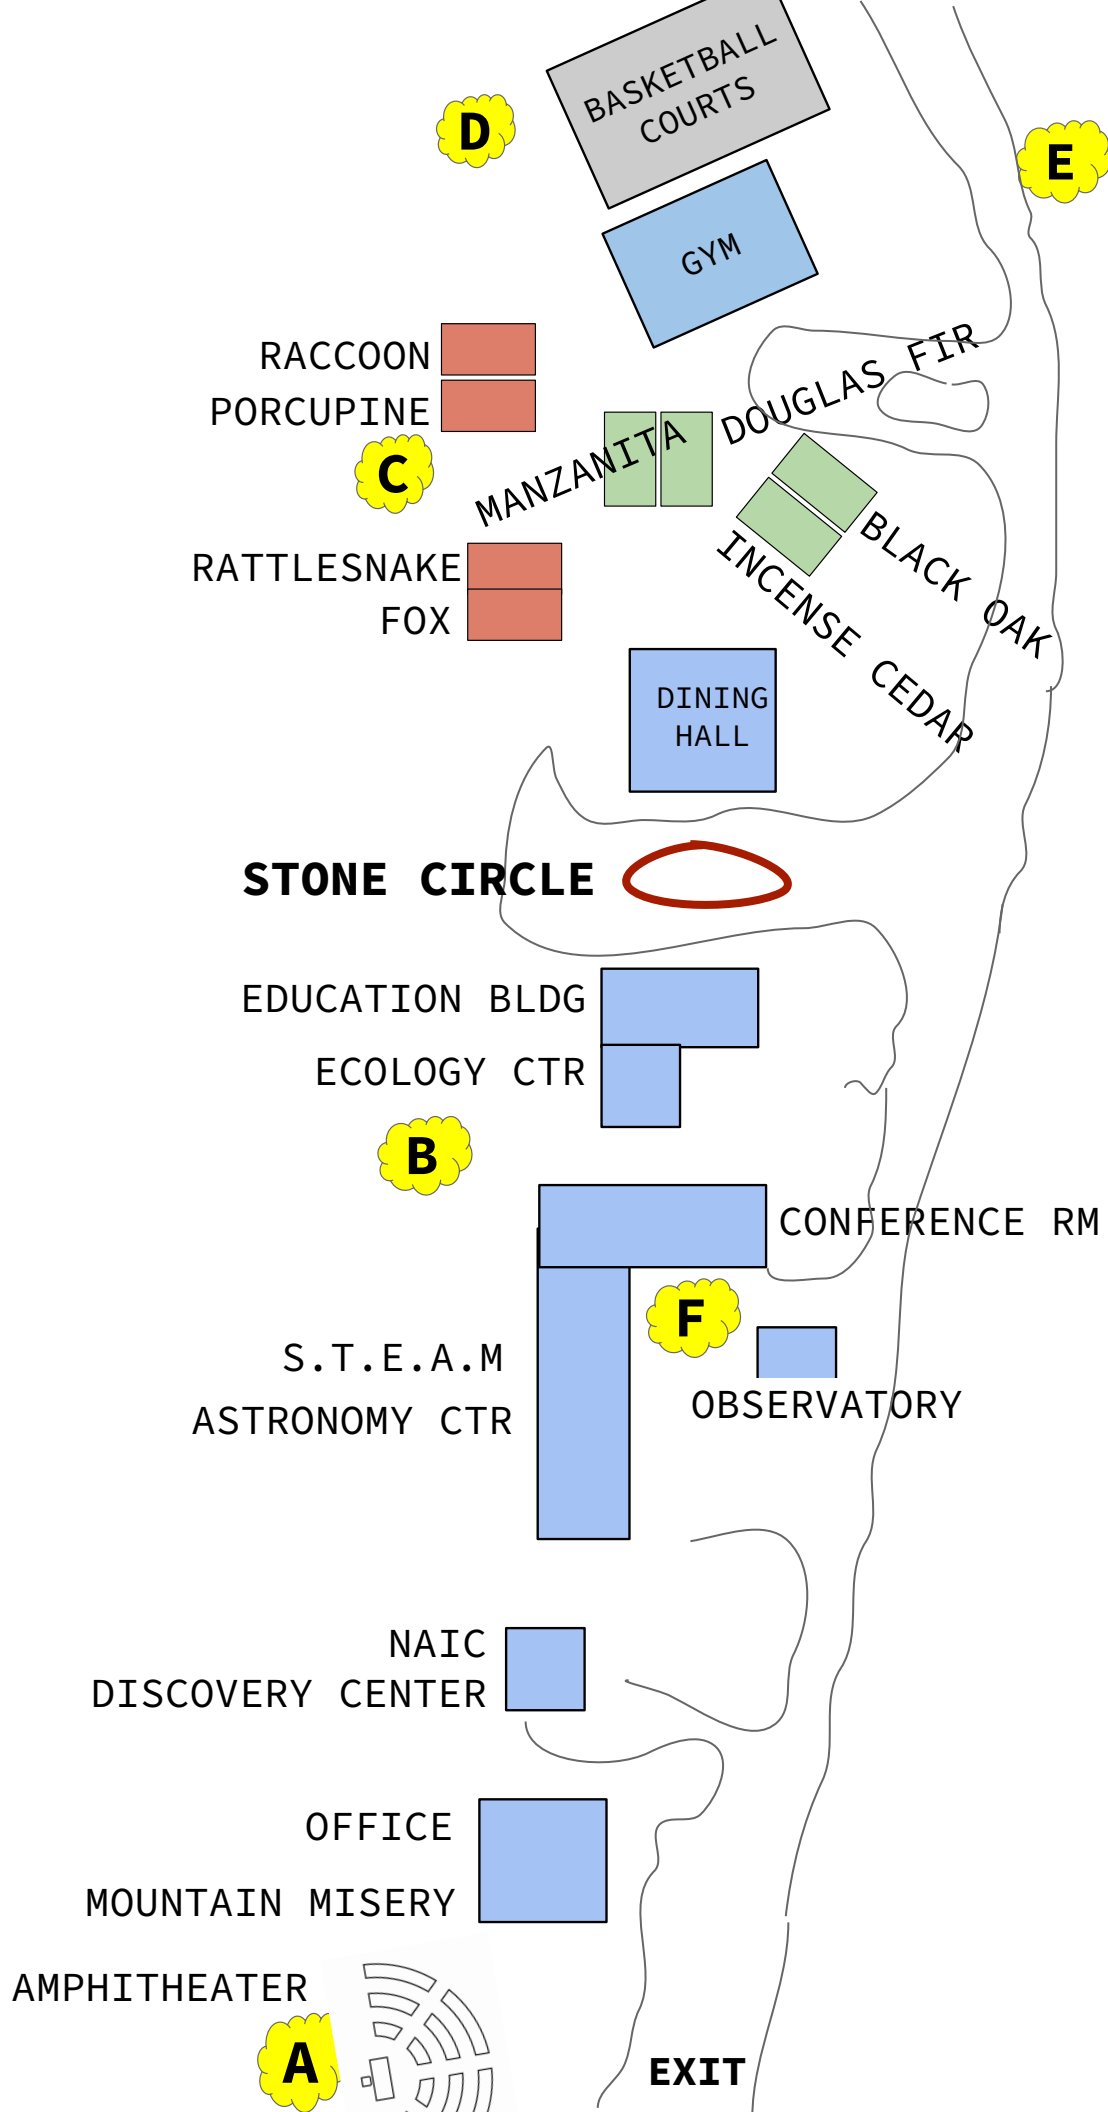 BASKETBALL
COURTS
D
E
GYM
RACCOON
PORCUPINE
DOUGLAS FIR
MANZANITA
C
BLACK OAK
INCENSE CEDAR
RATTLESNAKE
FOX
DINING
HALL
STONE CIRCLE
EDUCATION BLDG
ECOLOGY CTR
B
CONFERENCE RM
F
S.T.E.A.M
ASTRONOMY CTR
OBSERVATORY
NAIC
DISCOVERY CENTER
OFFICE
MOUNTAIN MISERY
AMPHITHEATER
A
EXIT